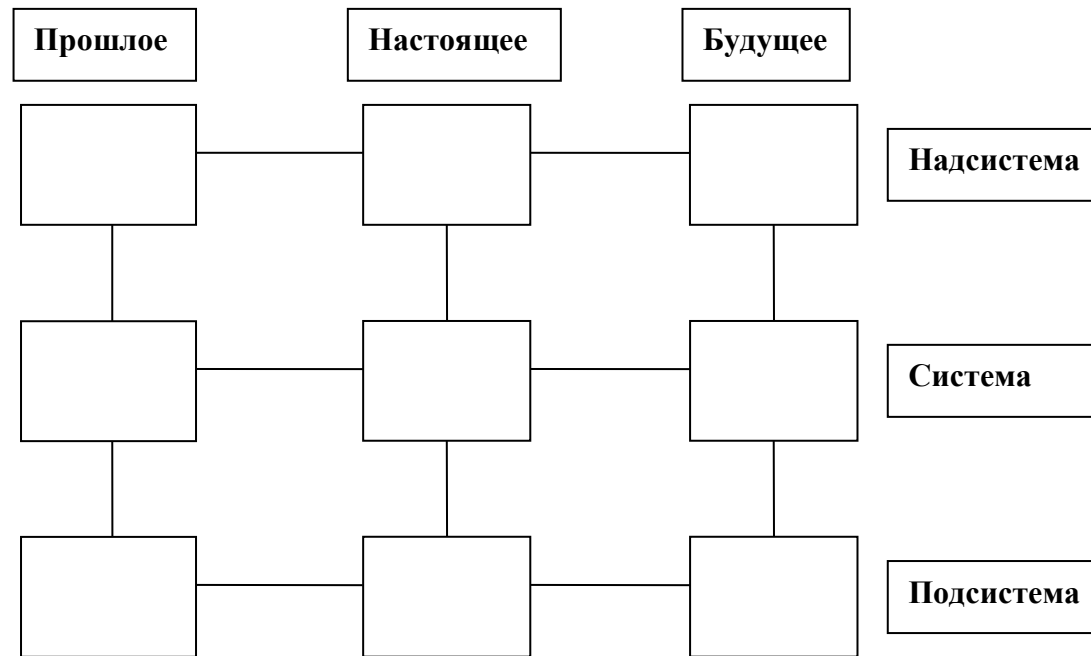 Прошлое Настоящее Будущее
Надсистема
Система
Подсистема